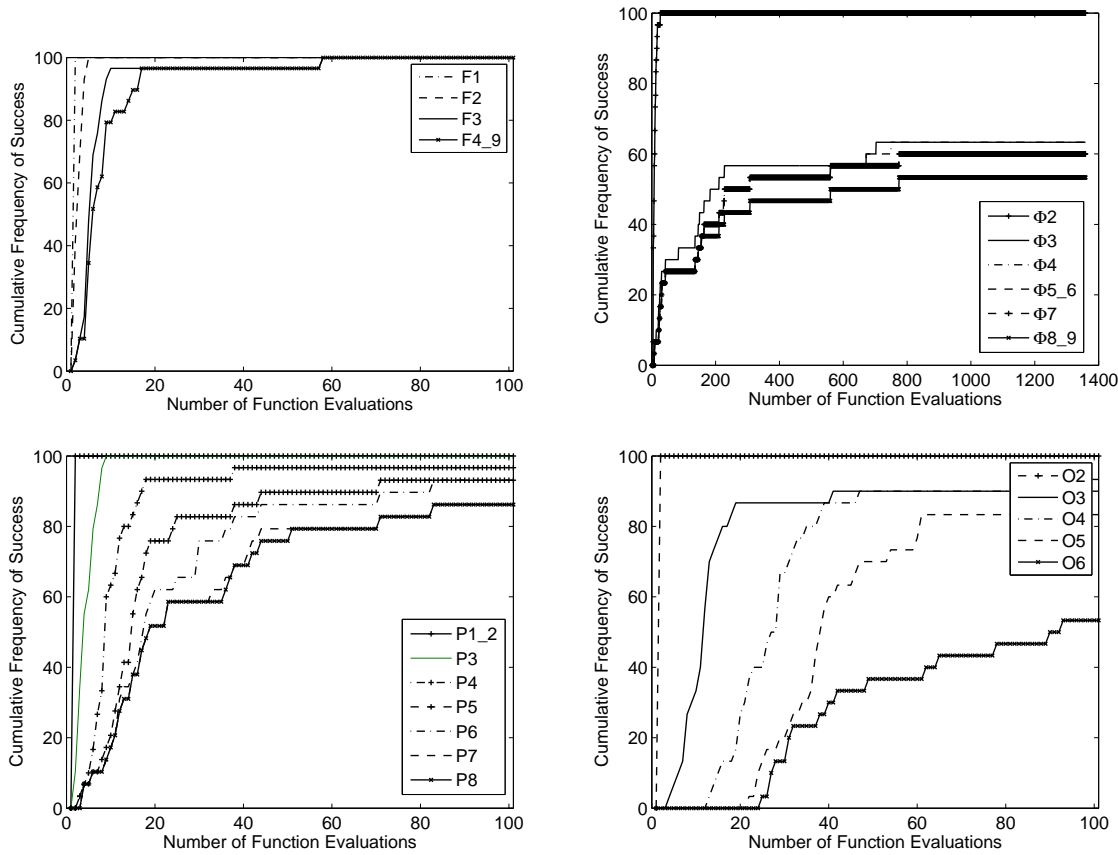 100
80
60
40
20
0
0 20 40 60 80 100
Cumulative Frequency of Success
Number of Function Evaluations
F1
F2
F3
F4_9
100
90
80
70
60
50
40
30
20
10
0
0 200 400 600 800 1000 1200 1400
Cumulative Frequency of Success
Number of Function Evaluations
Φ2
Φ3
Φ4
Φ5_6
Φ7
Φ8_9
100
80
60
40
20
0
0 20 40 60 80 100
Cumulative Frequency of Success
Number of Function Evaluations
P1_2
P3
P4
P5
P6
P7
P8
100
80
60
40
20
0
0 20 40 60 80 100
Cumulative Frequency of Success
Number of Function Evaluations
O2
O3
O4
O5
O6